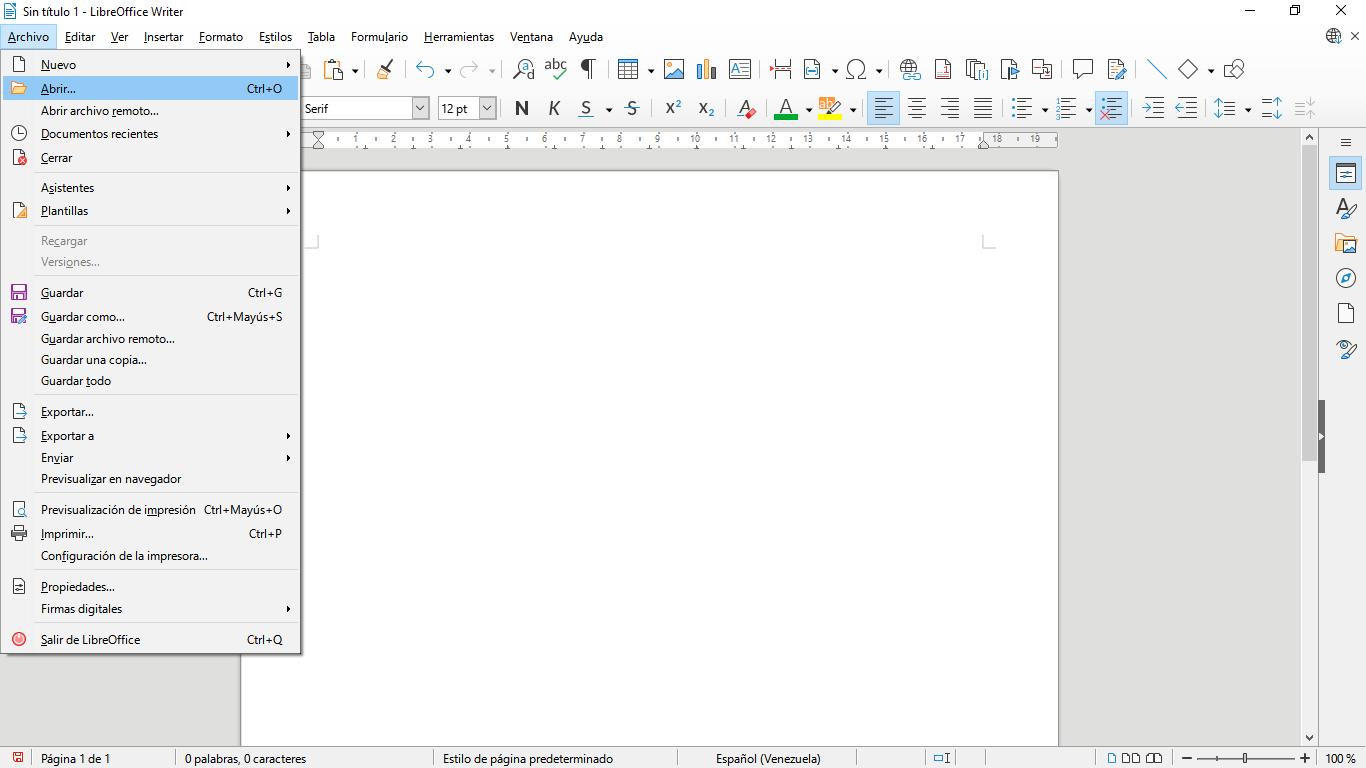 Sin título 1 - LibreOffice Writer
Archivo Editar Ver Insertar Formato Estilos Tabla Formulario Herramientas Ventana Ayuda
Nuevo
Abrir... Ctrl+O
Abrir archivo remoto...
Documentos recientes
Cerrar
Asistentes
Plantillas
Recargar
Versiones...
Guardar Ctrl+G
Guardar como... Ctrl+Mayús+S
Guardar archivo remoto...
Guardar una copia...
Guardar todo
Exportar...
Exportar a
Enviar
Previsualizar en navegador
Previsualización de impresión Ctrl+Mayús+O
Imprimir... Ctrl+P
Configuración de la impresora...
Propiedades...
Firmas digitales
Salir de LibreOffice Ctrl+Q
abc
Serif 12 pt N K S S X² X₂ A A ab
1 2 3 4 5 6 7 8 9 10 11 12 13 14 15 16 17 18 19
Página 1 de 1 0 palabras, 0 caracteres Estilo de página predeterminado Español (Venezuela) 100 %